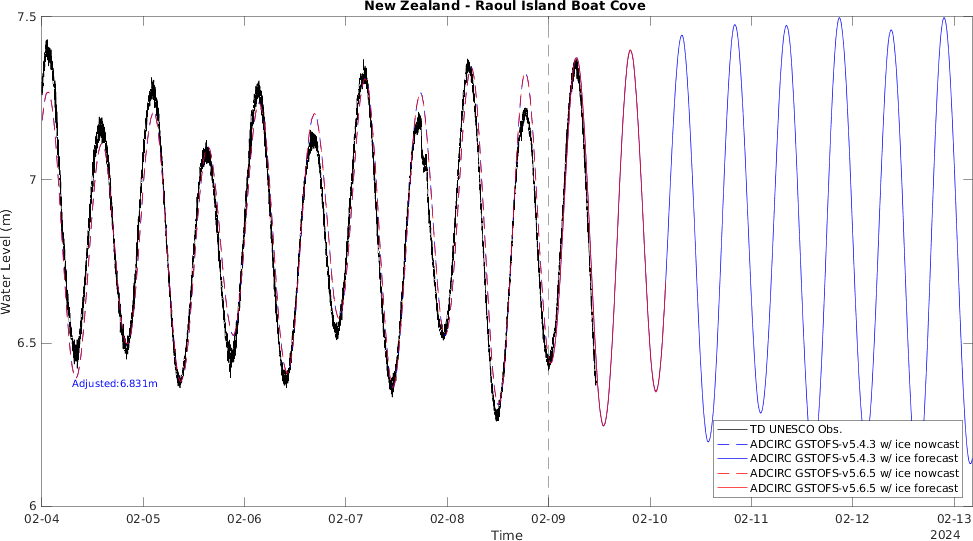 New Zealand - Raoul Island Boat Cove
7.5
7
6.5
6
Water Level (m)
Adjusted:6.831m
TD UNESCO Obs.
ADCIRC GSTOFS-v5.4.3 w/ ice nowcast
ADCIRC GSTOFS-v5.4.3 w/ ice forecast
ADCIRC GSTOFS-v5.6.5 w/ ice nowcast
ADCIRC GSTOFS-v5.6.5 w/ ice forecast
02-04 02-05 02-06 02-07 02-08 02-09 02-10 02-11 02-12 02-13
Time
2024